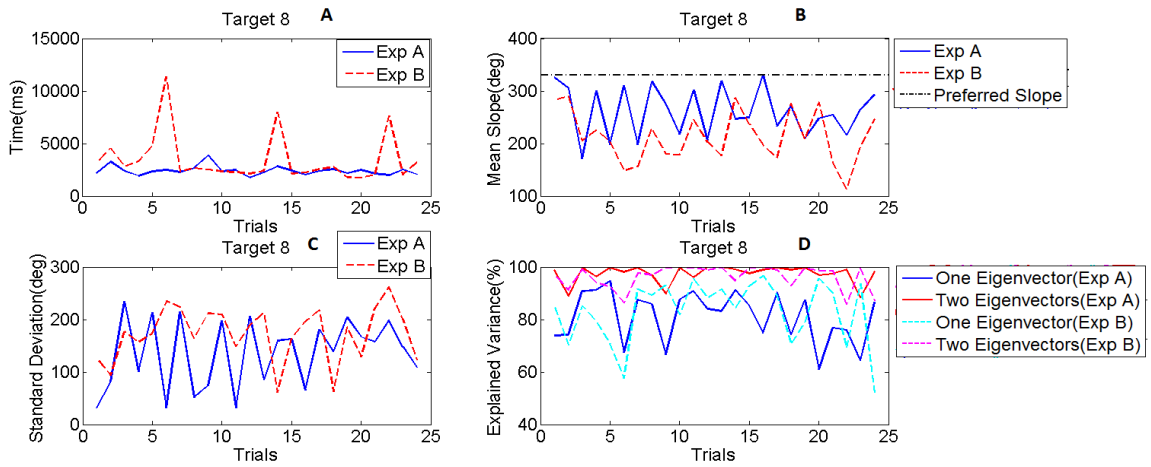 A
Target 8
Time(ms)
15000
10000
5000
0
0
5
10
15
20
25
Trials
Exp A
Exp B
B
Target 8
Mean Slope(deg)
400
300
200
100
0
5
10
15
20
25
Trials
Exp A
Exp B
Preferred Slope
C
Target 8
Standard Deviation(deg)
300
200
100
0
0
5
10
15
20
25
Trials
Exp A
Exp B
D
Target 8
Explained Variance(%)
100
80
60
40
0
5
10
15
20
25
Trials
One Eigenvector(Exp A)
Two Eigenvectors(Exp A)
One Eigenvector(Exp B)
Two Eigenvectors(Exp B)